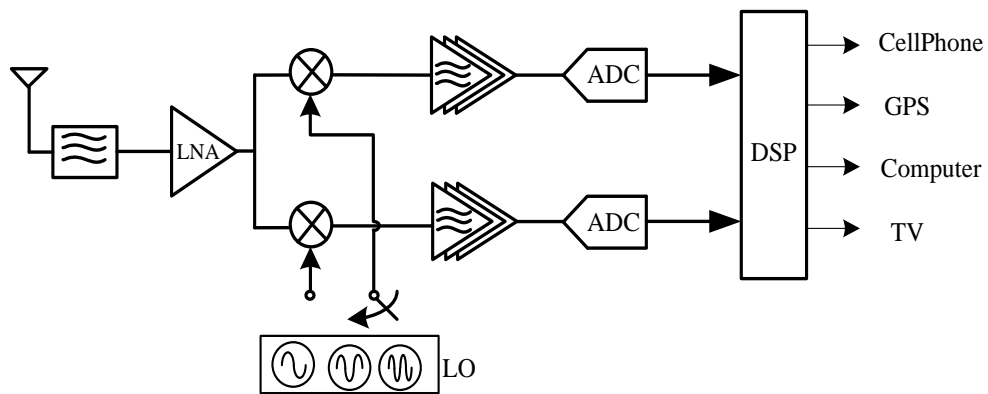 CellPhone
ADC
GPS
LNA
DSP
Computer
ADC
TV
LO